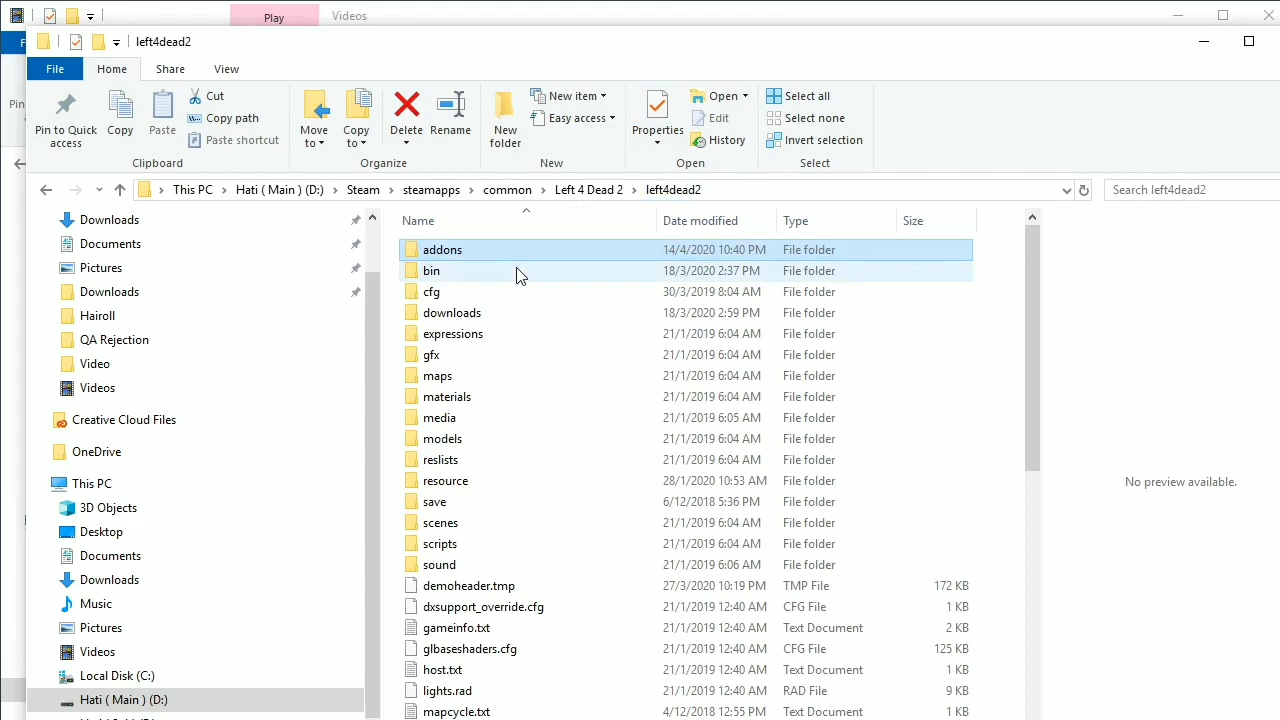 Play Videos
left4dead2
File Home Share View
Pin to Quick access
Copy
Paste
Cut
Copy path
Paste shortcut
Clipboard
Move to
Copy to
Delete
Rename
Organize
New folder
New item
Easy access
New
Properties
Open
Edit
History
Open
Select all
Select none
Invert selection
Select
This PC > Hati ( Main ) (D:) > Steam > steamapps > common > Left 4 Dead 2 > left4dead2
Search left4dead2
Downloads
Documents
Pictures
Downloads
Hairoll
QA Rejection
Video
Videos
Creative Cloud Files
OneDrive
This PC
3D Objects
Desktop
Documents
Downloads
Music
Pictures
Videos
Local Disk (C:)
Hati ( Main ) (D:)
Name Date modified Type Size
addons 14/4/2020 10:40 PM File folder
bin 18/3/2020 2:37 PM File folder
cfg 30/3/2019 8:04 AM File folder
downloads 18/3/2020 2:59 PM File folder
expressions 21/1/2019 6:04 AM File folder
gfx 21/1/2019 6:04 AM File folder
maps 21/1/2019 6:04 AM File folder
materials 21/1/2019 6:04 AM File folder
media 21/1/2019 6:05 AM File folder
models 21/1/2019 6:04 AM File folder
reslists 21/1/2019 6:04 AM File folder
resource 28/1/2020 10:53 AM File folder
save 6/12/2018 5:36 PM File folder
scenes 21/1/2019 6:04 AM File folder
scripts 21/1/2019 6:04 AM File folder
sound 21/1/2019 6:06 AM File folder
demoheader.tmp 27/3/2020 10:19 PM TMP File 172 KB
dxsupport_override.cfg 21/1/2019 12:40 AM CFG File 1 KB
gameinfo.txt 21/1/2019 12:40 AM Text Document 2 KB
glbaseshaders.cfg 21/1/2019 12:40 AM CFG File 125 KB
host.txt 21/1/2019 12:40 AM Text Document 1 KB
lights.rad 21/1/2019 12:40 AM RAD File 9 KB
mapcycle.txt 4/12/2018 12:55 PM Text Document 1 KB
No preview available.